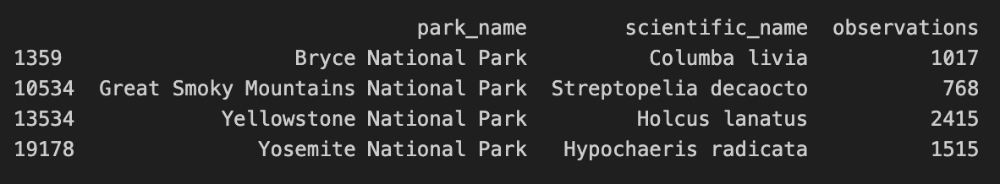 park_name scientific_name observations
1359 Bryce National Park Columba livia 1017
10534 Great Smoky Mountains National Park Streptopelia decaocto 768
13534 Yellowstone National Park Holcus lanatus 2415
19178 Yosemite National Park Hypochaeris radicata 1515